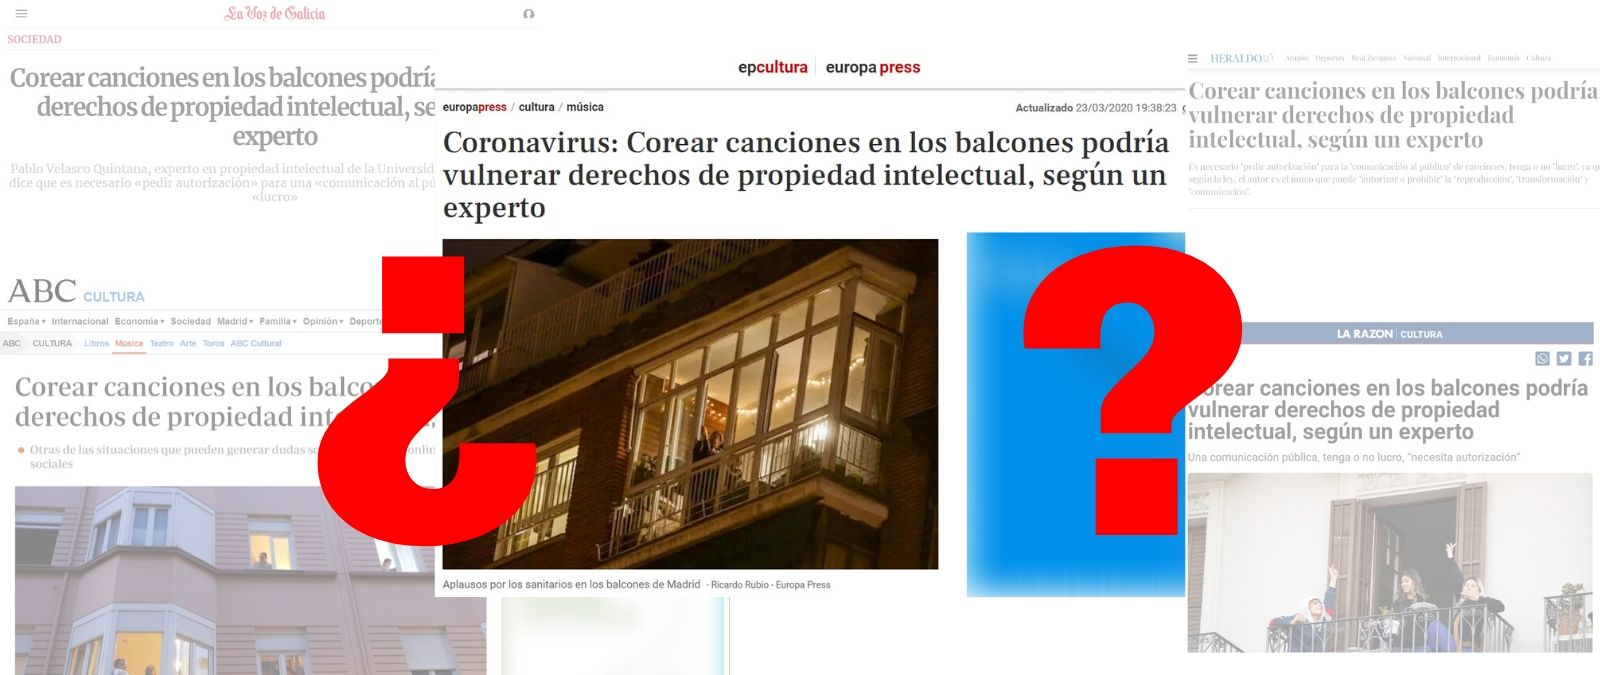 La Voz de Galicia
SOCIEDAD
Corear canciones en los balcones podría
derechos de propiedad intelectual, se
experto
Pablo Velasco Quintana, experto en propiedad intelectual de la Universid
dice que es necesario «pedir autorización» para una «comunicación al pú
«lucro»
ABC CULTURA
España Internacional Economía Sociedad Madrid Familia Opinión Deporte
ABC CULTURA Libros Música Teatro Arte Toros ABC Cultural
Corear canciones en los balco
derechos de propiedad int
Otras de las situaciones que pueden generar dudas so onlin
sociales
epcultura europa press
europapress / cultura / música
Actualizado 23/03/2020 19:38:23
Coronavirus: Corear canciones en los balcones podría
vulnerar derechos de propiedad intelectual, según un
experto
Aplausos por los sanitarios en los balcones de Madrid - Ricardo Rubio - Europa Press
¿ ?
HERALDO
Aragón Deportes Real Zaragoza Nacional Internacional Economía Cultura
Corear canciones en los balcones podría
vulnerar derechos de propiedad
intelectual, según un experto
Es necesario "pedir autorización" para la "comunicación al público" de canciones, tenga o no "lucro", ya q
según la ley, el autor es el único que puede "autorizar o prohibir" la "reproducción", "transformación" y
"comunicación".
LA RAZON CULTURA
orear canciones en los balcones podría
vulnerar derechos de propiedad
intelectual, según un experto
Una comunicación pública, tenga o no lucro, "necesita autorización"